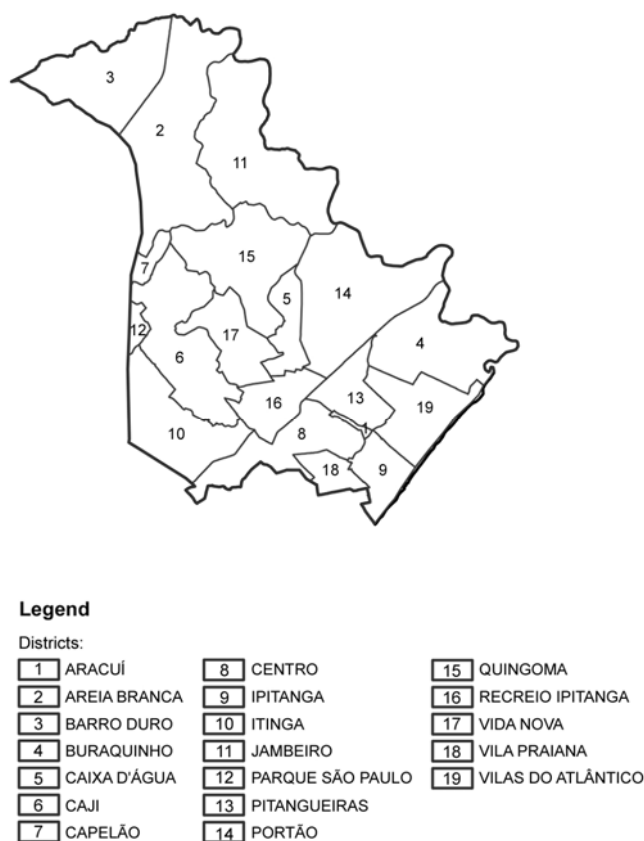 3
2
11
15
7
5
14
12
17
4
6
16
13
19
10
8
1
18
9
Legend
Districts:
1 ARACUÍ
2 AREIA BRANCA
3 BARRO DURO
4 BURAQUINHO
5 CAIXA D'ÁGUA
6 CAJI
7 CAPELÃO
8 CENTRO
9 IPITANGA
10 ITINGA
11 JAMBEIRO
12 PARQUE SÃO PAULO
13 PITANGUEIRAS
14 PORTÃO
15 QUINGOMA
16 RECREIO IPITANGA
17 VIDA NOVA
18 VILA PRAIANA
19 VILAS DO ATLÂNTICO